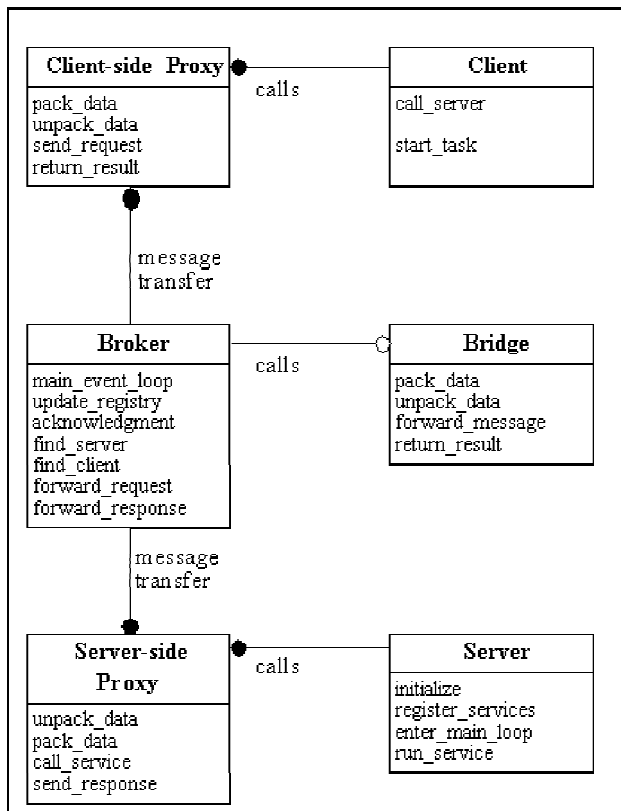 Client-side Proxy
pack_data
unpack_data
send_request
return_result
calls
Client
call_server
start_task
message
transfer
Broker
main_event_loop
update_registry
acknowledgment
find_server
find_client
forward_request
forward_response
calls
Bridge
pack_data
unpack_data
forward_message
return_result
message
transfer
Server-side
Proxy
unpack_data
pack_data
call_service
send_response
calls
Server
initialize
register_services
enter_main_loop
run_service